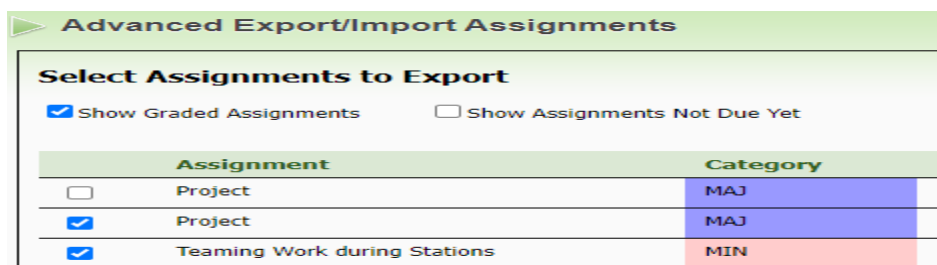 Advanced Export/Import Assignments
Select Assignments to Export
Show Graded Assignments Show Assignments Not Due Yet
Assignment Category
Project MAJ
Project MAJ
Teaming Work during Stations MIN